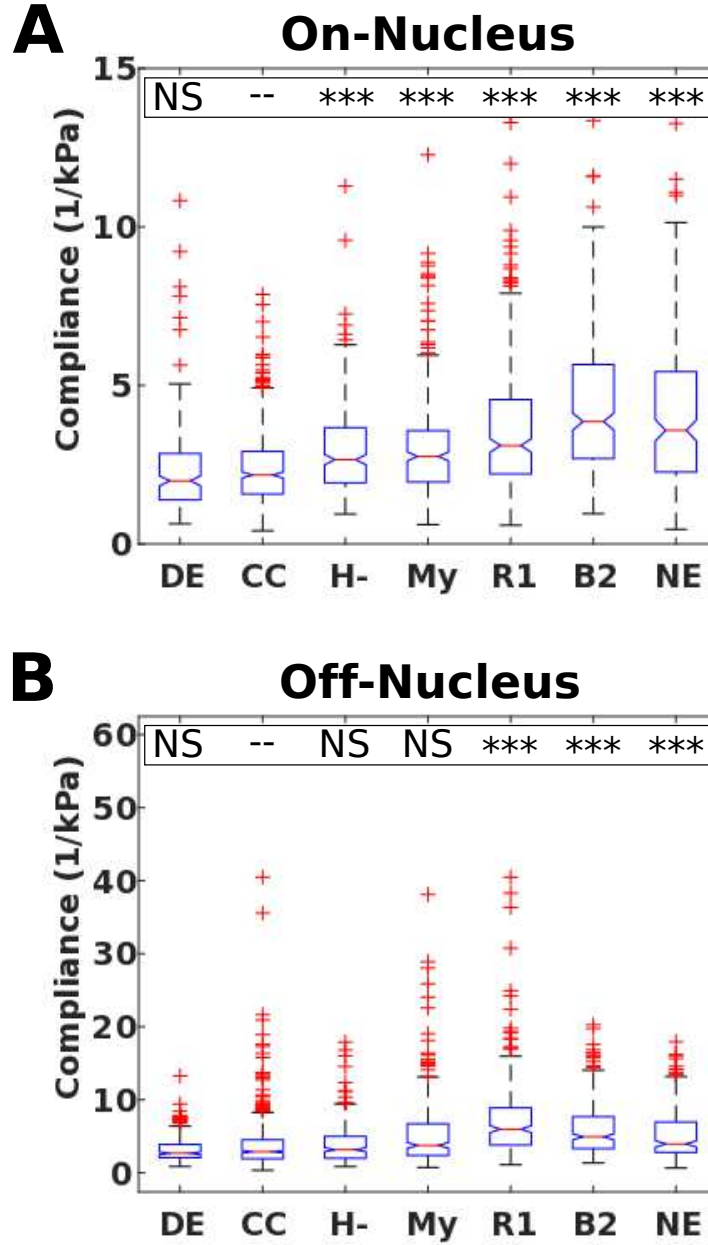 A On-Nucleus
15
NS -- *** *** *** *** ***
10
5
0
Compliance (1/kPa)
DE CC H- My R1 B2 NE
B Off-Nucleus
60
NS -- NS NS *** *** ***
50
40
30
20
10
0
Compliance (1/kPa)
DE CC H- My R1 B2 NE